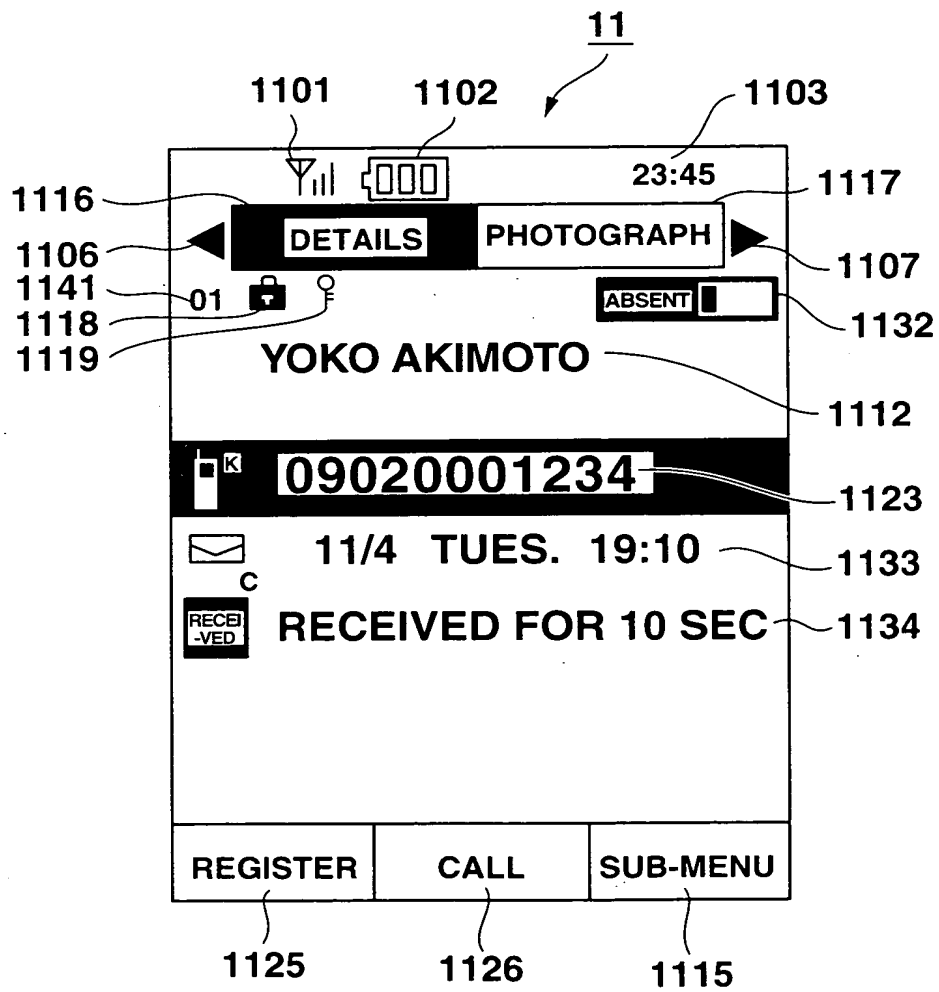 11
1101
1102
1103
23:45
1116
1117
DETAILS
PHOTOGRAPH
1106
1107
1141
01
ABSENT
1118
1132
1119
YOKO AKIMOTO
1112
K
09020001234
1123
11/4 TUES. 19:10
1133
C
RECEI
-VED
RECEIVED FOR 10 SEC
1134
REGISTER
CALL
SUB-MENU
1125
1126
1115